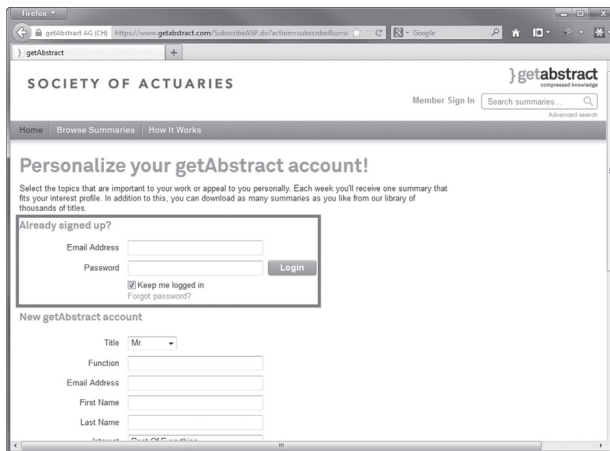 Firefox
getAbstract AG (CH) https://www.getabstract.com/SubscribeASP.do?action=subscribe&
Google
} getAbstract
SOCIETY OF ACTUARIES
}getabstract
compressed knowledge
Member Sign In Search summaries...
Advanced search
Home Browse Summaries How It Works
Personalize your getAbstract account!
Select the topics that are important to your work or appeal to you personally. Each week you'll receive one summary that
fits your interest profile. In addition to this, you can download as many summaries as you like from our library of
thousands of titles.
Already signed up?
Email Address
Password Login
Keep me logged in
Forgot password?
New getAbstract account
Title Mr.
Function
Email Address
First Name
Last Name
Interest Best Of Everything